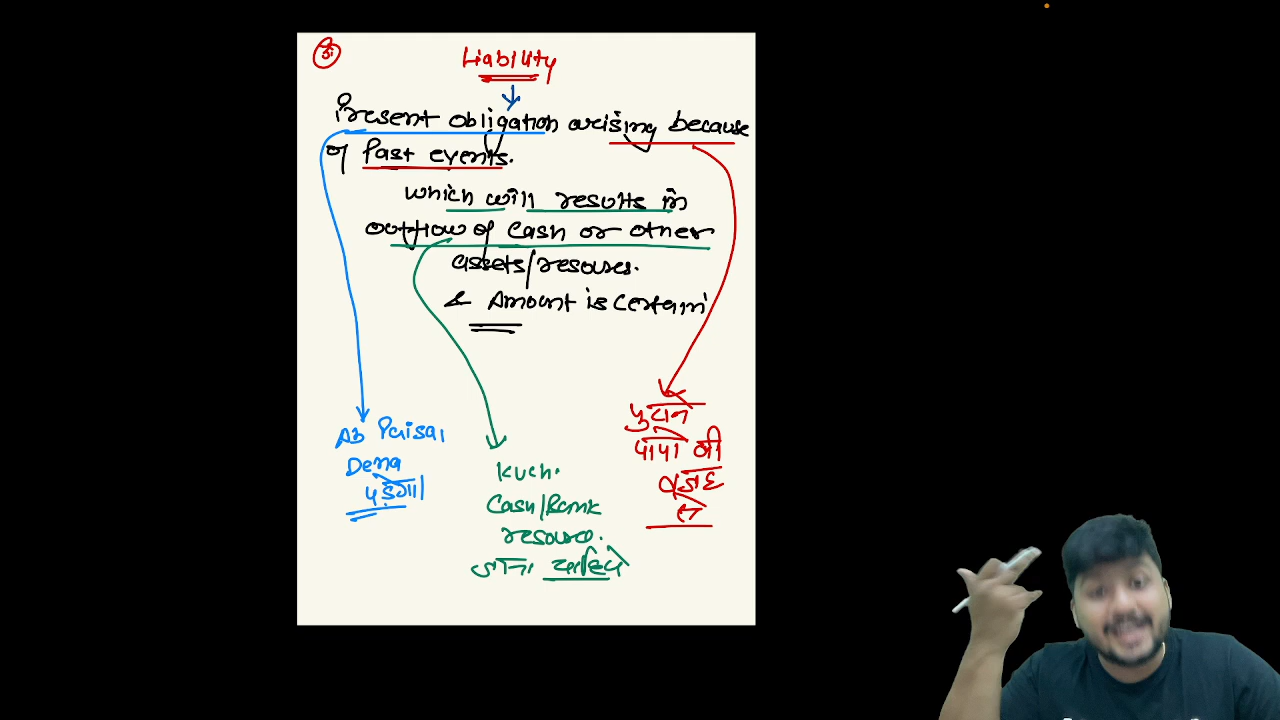 Liability
Present obligation arising because
of Past events.
which will results in
outflow of cash or other
assets/resourses.
& Amount is certain
Ab Paisa
Dena
पड़ेगा
Kuch.
Cash/Bank
resource.
जाना चाहिये
पुराने
पापो की
वजह
से